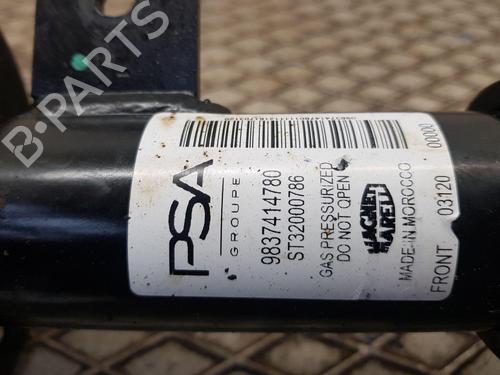 B-PARTS
PSA
GROUPE
9837414780
ST32000786
GAS PRESSURIZED
DO NOT OPEN
MAGNETI
MARELLI
MADE IN MOROCCO
FRONT 03120 00000